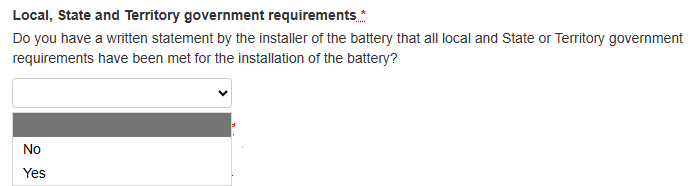 Local, State and Territory government requirements *
Do you have a written statement by the installer of the battery that all local and State or Territory government
requirements have been met for the installation of the battery?
*
No
Yes